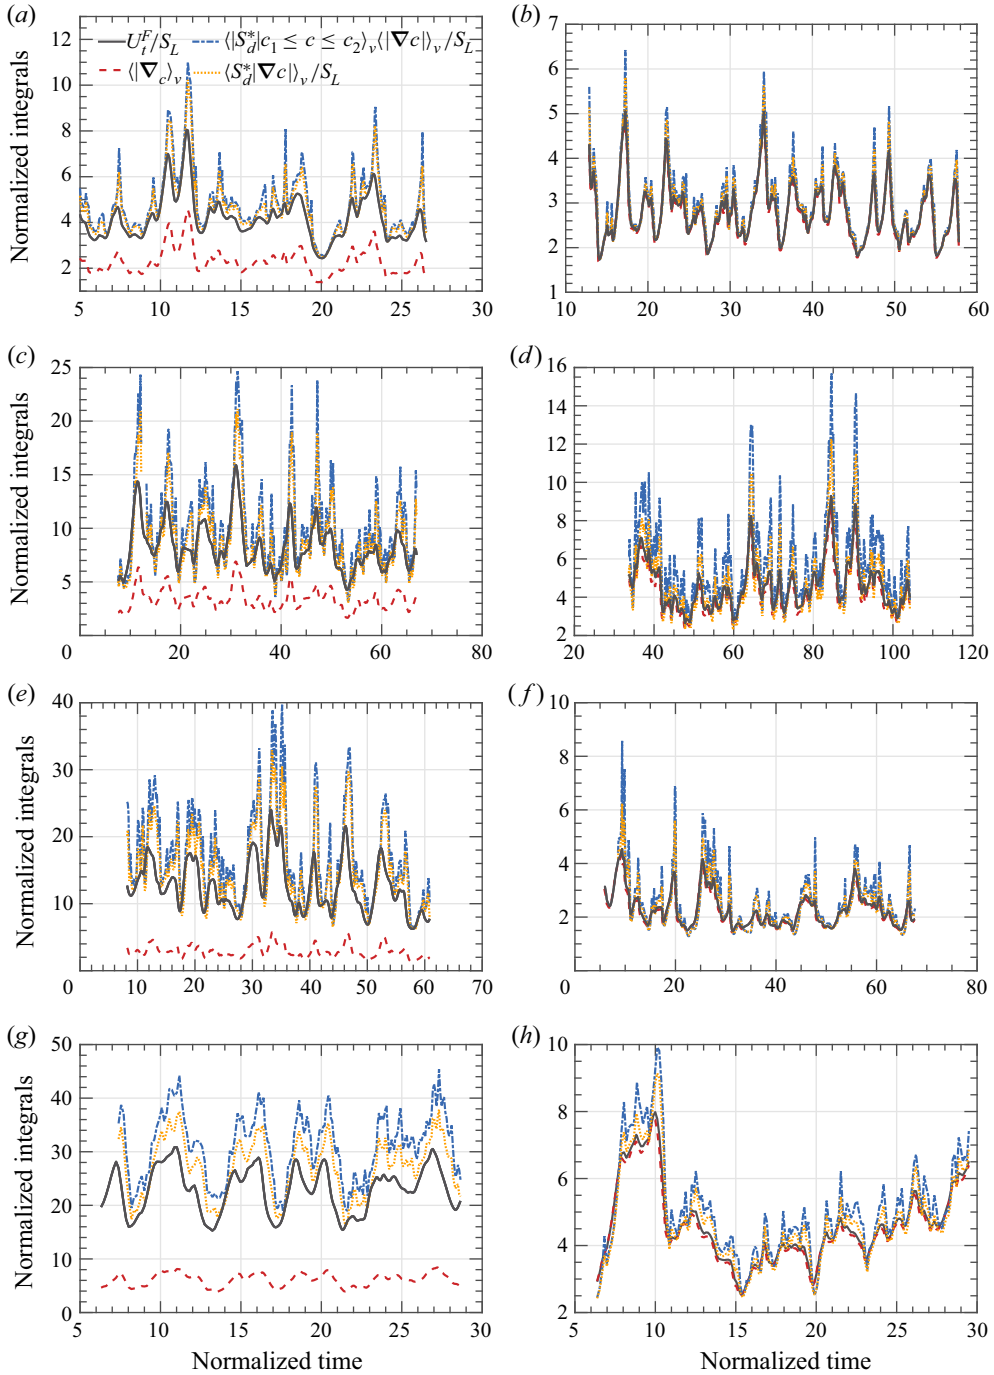 (a)
(b)
Normalized integrals
12
10
8
6
4
2
5 10 15 20 25 30
U_t^F/S_L
⟨|S_d^*|c_1 ≤ c ≤ c_2⟩_v⟨|∇c|⟩_v/S_L
⟨|∇_c⟩_v
⟨S_d^*|∇c|⟩_v/S_L
7
6
5
4
3
2
1
10 20 30 40 50 60
(c)
(d)
Normalized integrals
25
20
15
10
5
0 20 40 60 80
16
14
12
10
8
6
4
2
20 40 60 80 100 120
(e)
(f)
Normalized integrals
40
30
20
10
0 10 20 30 40 50 60 70
10
8
6
4
2
0 20 40 60 80
(g)
(h)
Normalized integrals
50
40
30
20
10
0
5 10 15 20 25 30
Normalized time
10
8
6
4
2
5 10 15 20 25 30
Normalized time